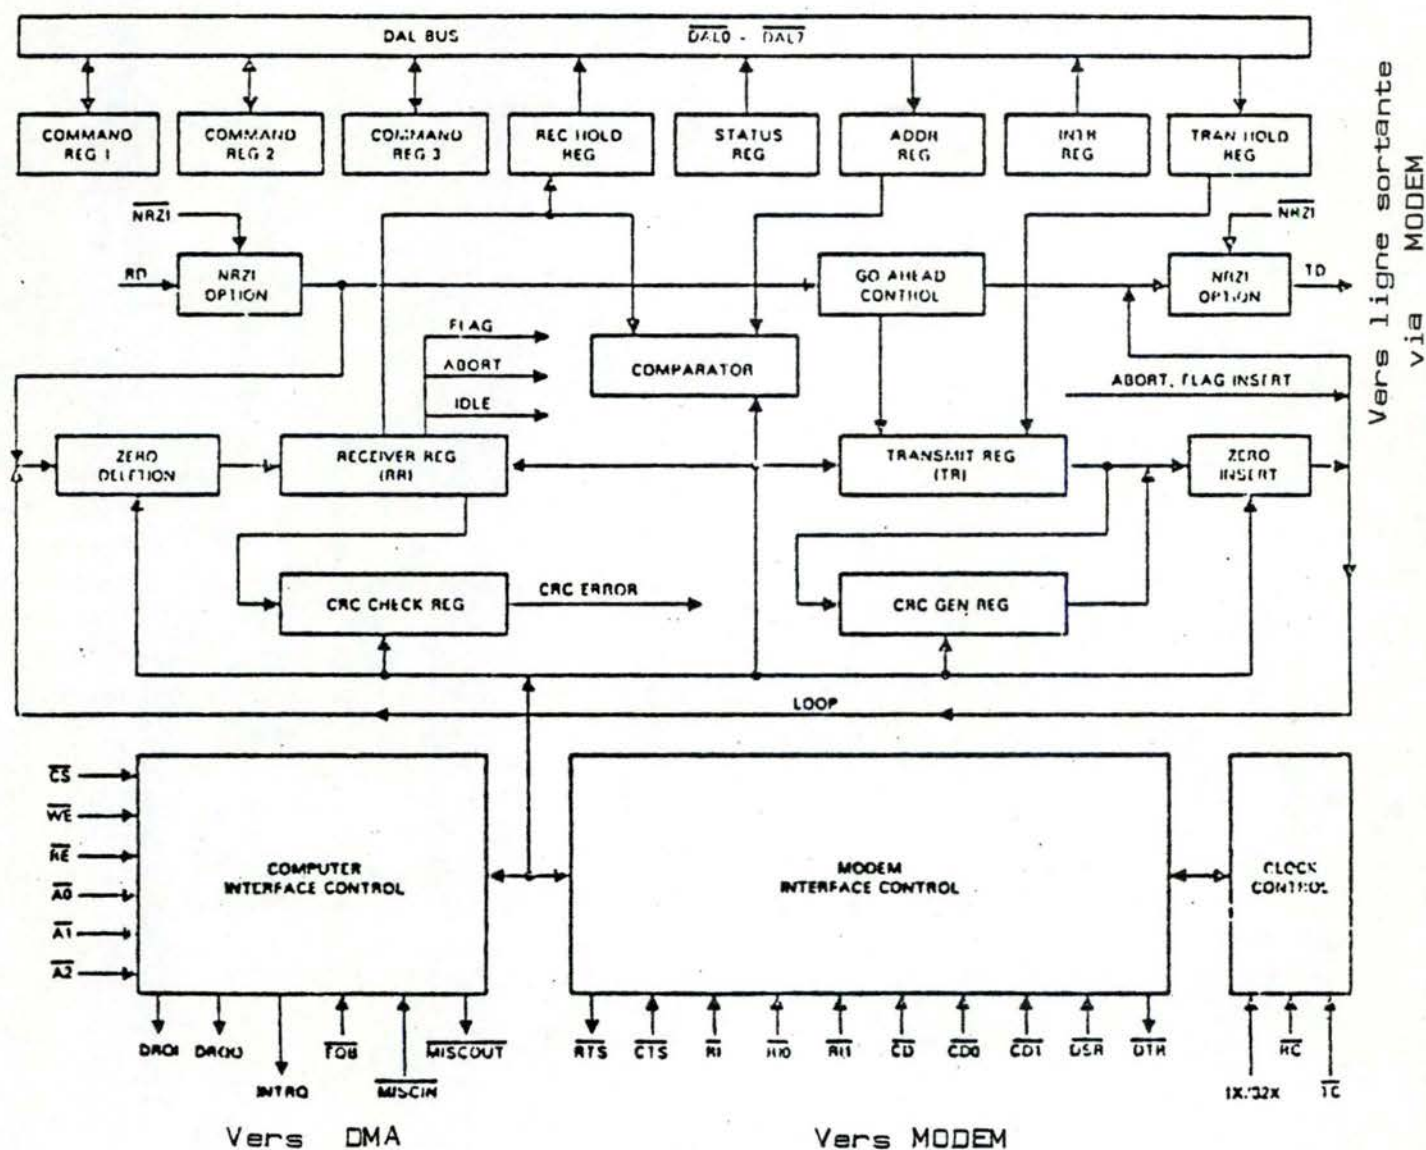 DAL BUS DAL0 - DAL7
COMMAND REG 1
COMMAND REG 2
COMMAND REG 3
REC HOLD REG
STATUS REG
ADDR REG
INTR REG
TRAN HOLD REG
NRZI
NRZI
RD
NRZI OPTION
GO AHEAD CONTROL
NRZI OPTION
TD
FLAG
ABORT
IDLE
COMPARATOR
ABORT, FLAG INSERT
ZERO DELETION
RECEIVER REG (RR)
TRANSMIT REG (TR)
ZERO INSERT
CRC CHECK REG
CRC ERROR
CRC GEN REG
LOOP
CS
WE
RE
A0
A1
A2
COMPUTER INTERFACE CONTROL
MODEM INTERFACE CONTROL
CLOCK CONTROL
DRQI
DRQO
INTRQ
EOB
MISCIN
MISCOUT
RTS
CTS
RI
RI0
RI1
CD
CD0
CD1
DSR
DTR
1X/32X
RC
TC
Vers DMA
Vers MODEM
Vers ligne sortante
via MODEM